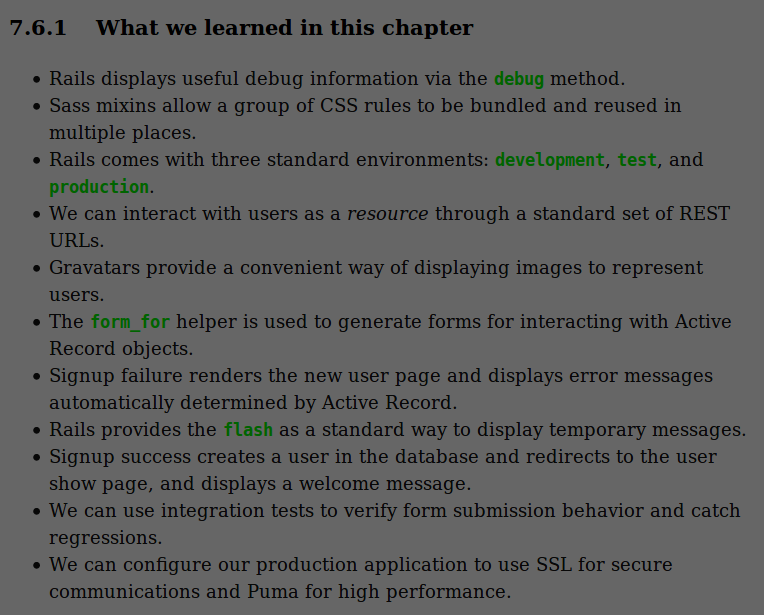 7.6.1 What we learned in this chapter
• Rails displays useful debug information via the debug method.
• Sass mixins allow a group of CSS rules to be bundled and reused in
multiple places.
• Rails comes with three standard environments: development, test, and
production.
• We can interact with users as a resource through a standard set of REST
URLs.
• Gravatars provide a convenient way of displaying images to represent
users.
• The form_for helper is used to generate forms for interacting with Active
Record objects.
• Signup failure renders the new user page and displays error messages
automatically determined by Active Record.
• Rails provides the flash as a standard way to display temporary messages.
• Signup success creates a user in the database and redirects to the user
show page, and displays a welcome message.
• We can use integration tests to verify form submission behavior and catch
regressions.
• We can configure our production application to use SSL for secure
communications and Puma for high performance.